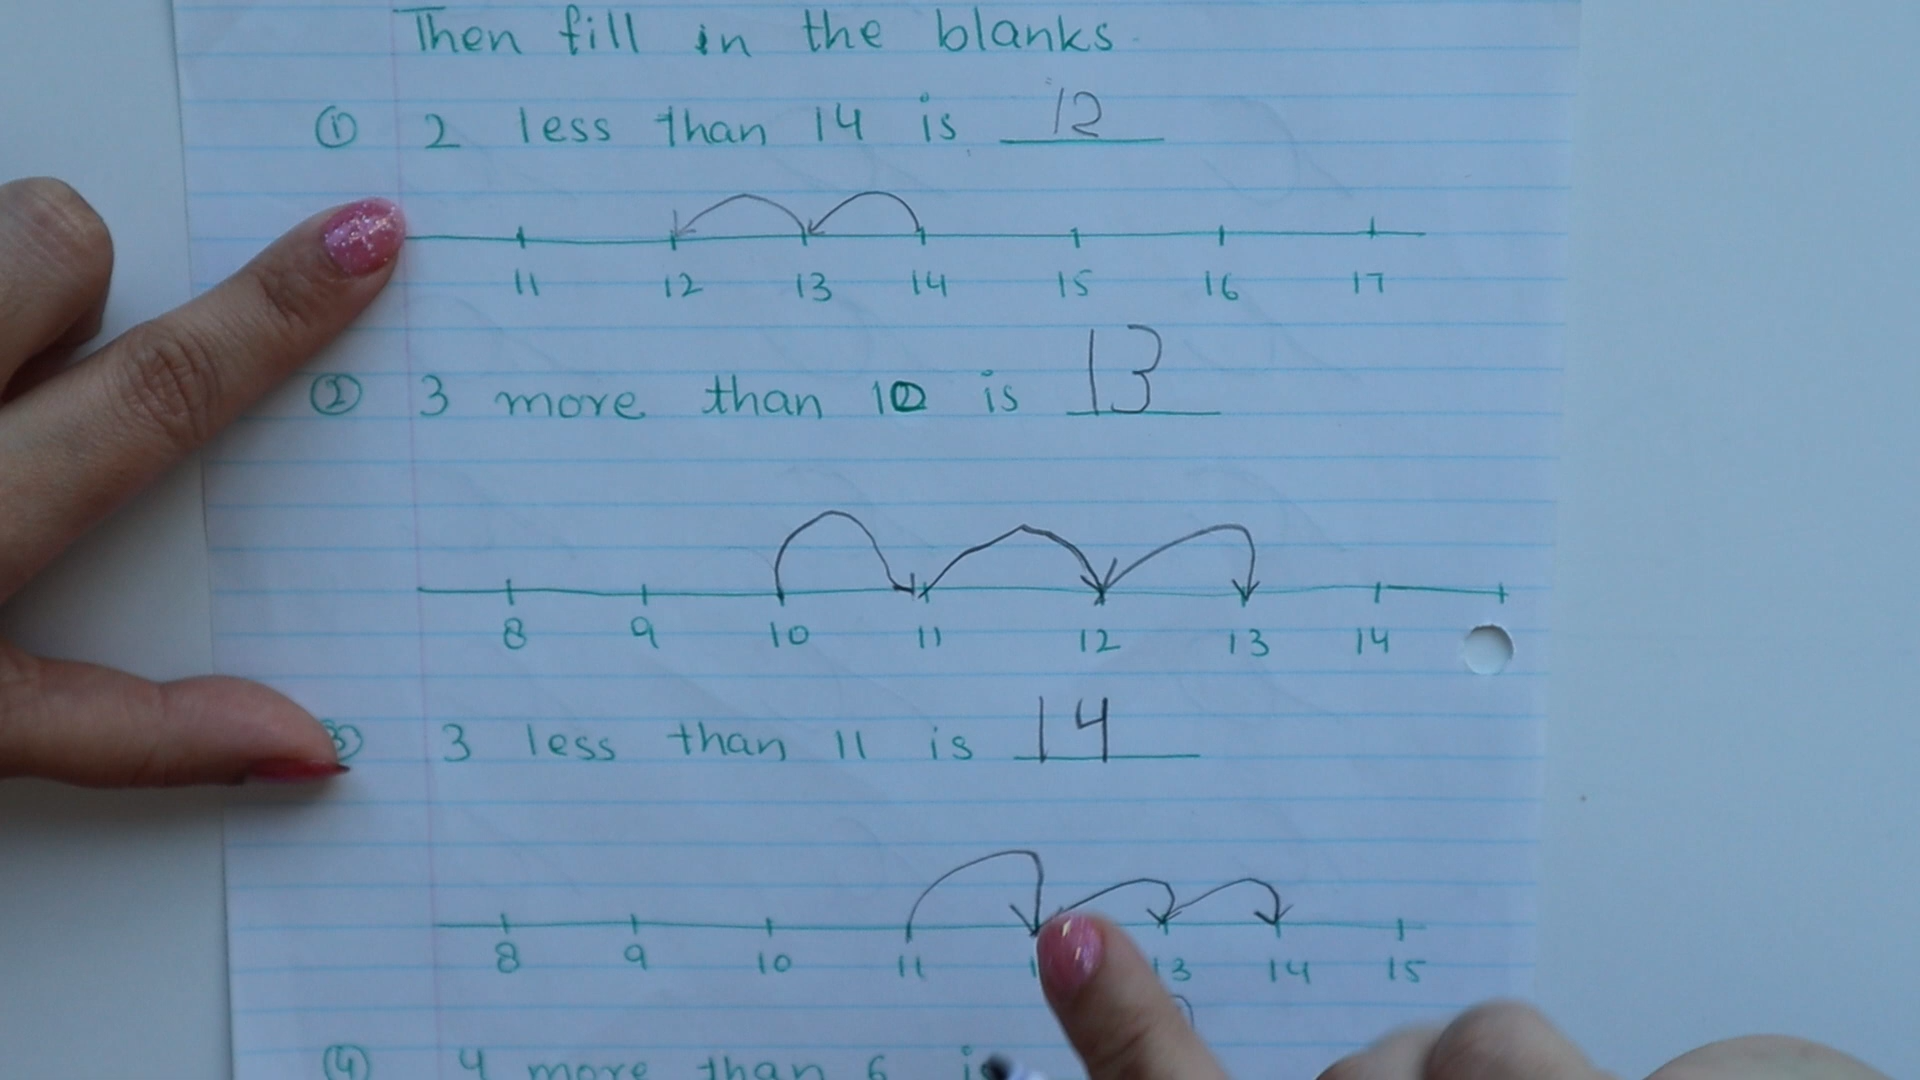 Then fill in the blanks
① 2 less than 14 is 12
11 12 13 14 15 16 17
② 3 more than 10 is 13
8 9 10 11 12 13 14
③ 3 less than 11 is 14
8 9 10 11 13 14 15
④ 4 more than 6 is